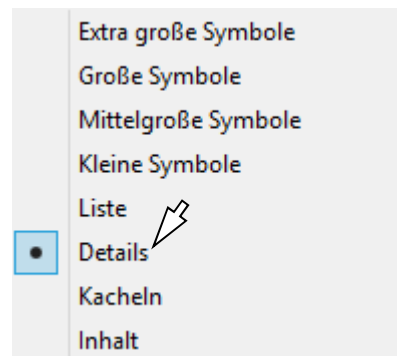 Extra große Symbole
Große Symbole
Mittelgroße Symbole
Kleine Symbole
Liste
Details
Kacheln
Inhalt